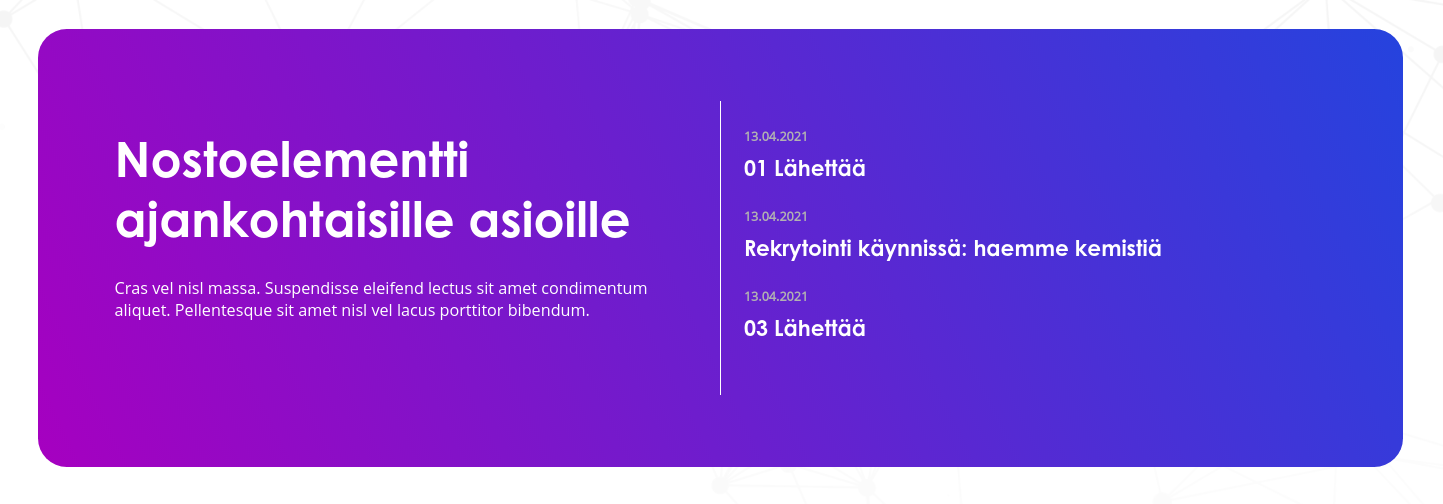 Nostoelementti
ajankohtaisille asioille
Cras vel nisl massa. Suspendisse eleifend lectus sit amet condimentum
aliquet. Pellentesque sit amet nisl vel lacus porttitor bibendum.
13.04.2021
01 Lähettää
13.04.2021
Rekrytointi käynnissä: haemme kemistiä
13.04.2021
03 Lähettää